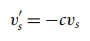 v′ₛ = −cvₛ